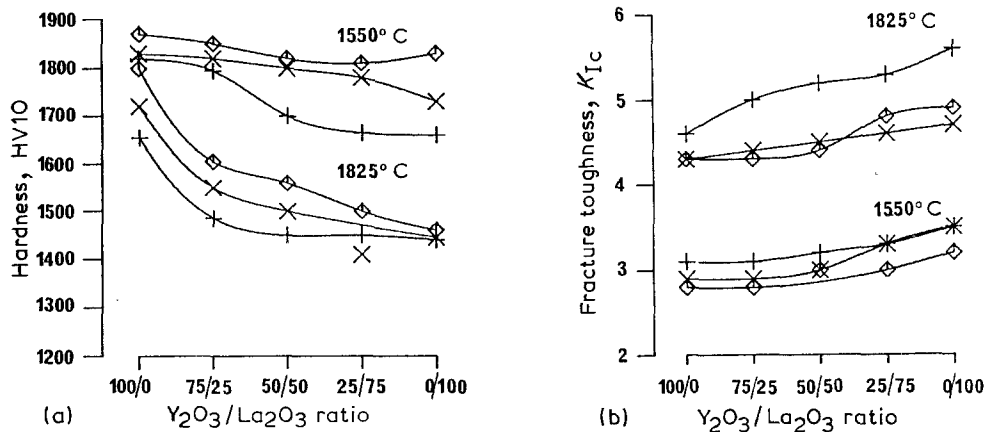 1900
1800
1700
1600
1500
1400
1300
1200
Hardness, HV10
1550° C
1825° C
100/0 75/25 50/50 25/75 0/100
(a) Y₂O₃/La₂O₃ ratio
6
5
4
3
2
Fracture toughness, K_Ic
1825° C
1550° C
100/0 75/25 50/50 25/75 0/100
(b) Y₂O₃/La₂O₃ ratio